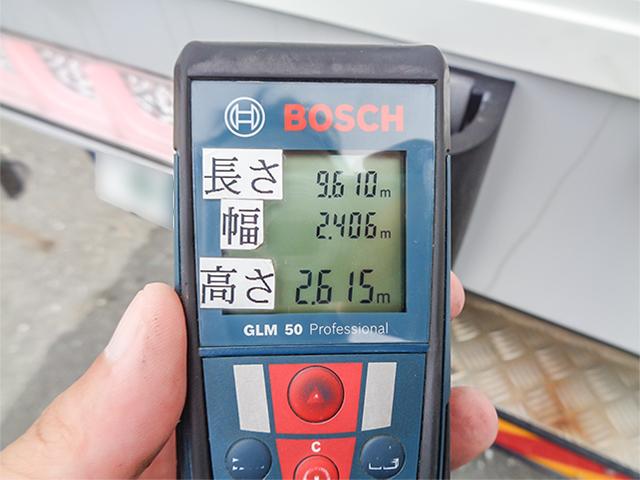 BOSCH
長さ 9.610m
幅 2.406m
高さ 2.615m
GLM 50 Professional
C